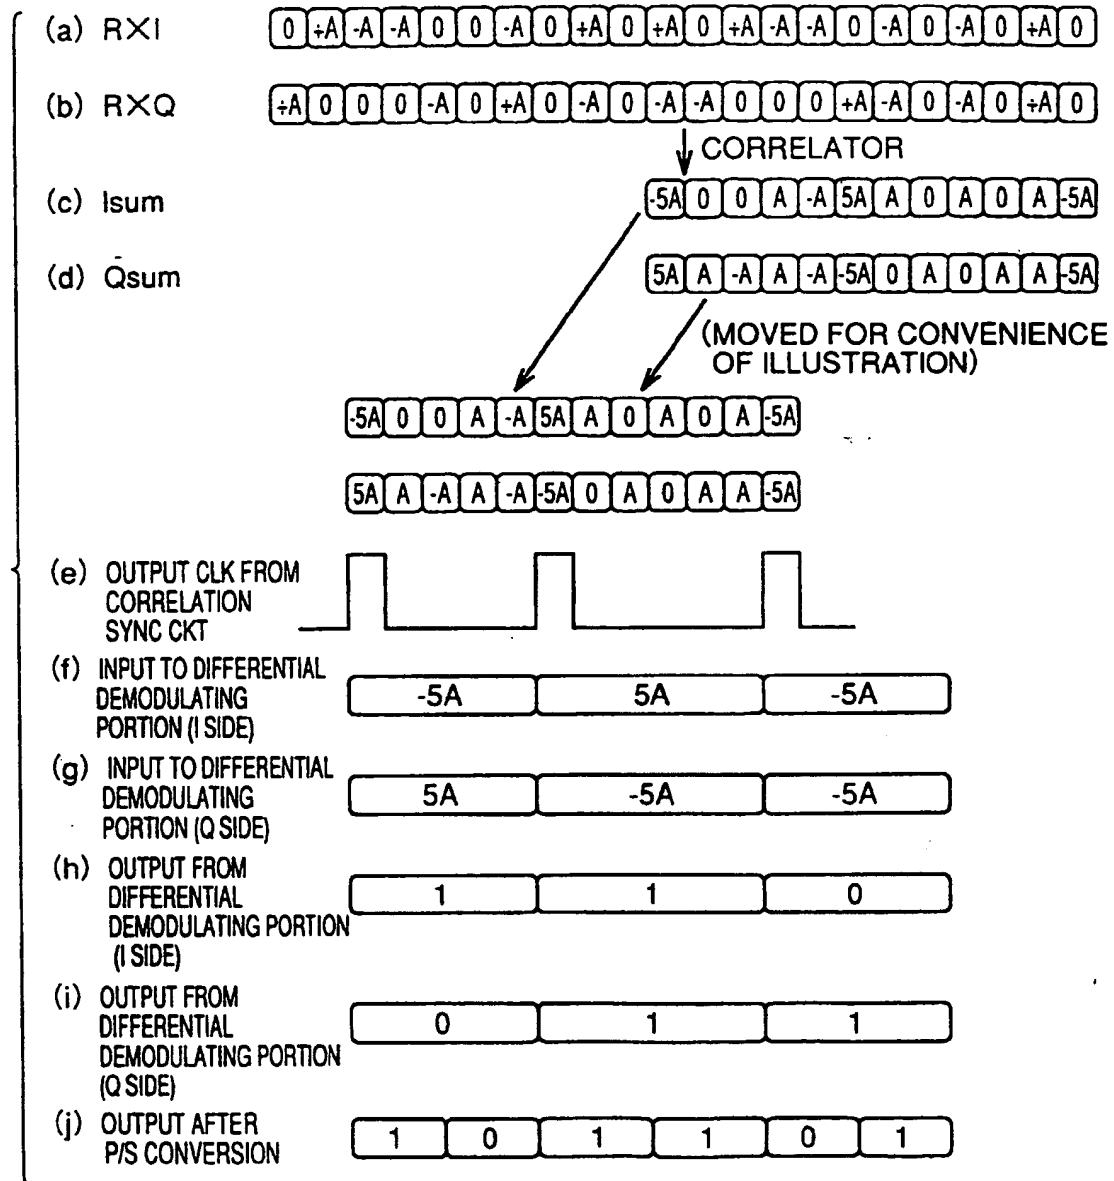 (a) RXI 0 +A -A -A 0 0 -A 0 +A 0 +A 0 +A -A -A 0 -A 0 -A 0 +A 0
(b) RXQ +A 0 0 0 -A 0 +A 0 -A 0 -A -A 0 0 0 +A -A 0 -A 0 +A 0
CORRELATOR
(c) Isum -5A 0 0 A -A 5A A 0 A 0 A -5A
(d) Qsum 5A A -A A -A -5A 0 A 0 A A -5A
(MOVED FOR CONVENIENCE
OF ILLUSTRATION)
-5A 0 0 A -A 5A A 0 A 0 A -5A
5A A -A A -A -5A 0 A 0 A A -5A
(e) OUTPUT CLK FROM
CORRELATION
SYNC CKT
(f) INPUT TO DIFFERENTIAL
DEMODULATING
PORTION (I SIDE)
-5A 5A -5A
(g) INPUT TO DIFFERENTIAL
DEMODULATING
PORTION (Q SIDE)
5A -5A -5A
(h) OUTPUT FROM
DIFFERENTIAL
DEMODULATING PORTION
(I SIDE)
1 1 0
(i) OUTPUT FROM
DIFFERENTIAL
DEMODULATING PORTION
(Q SIDE)
0 1 1
(j) OUTPUT AFTER
P/S CONVERSION
1 0 1 1 0 1